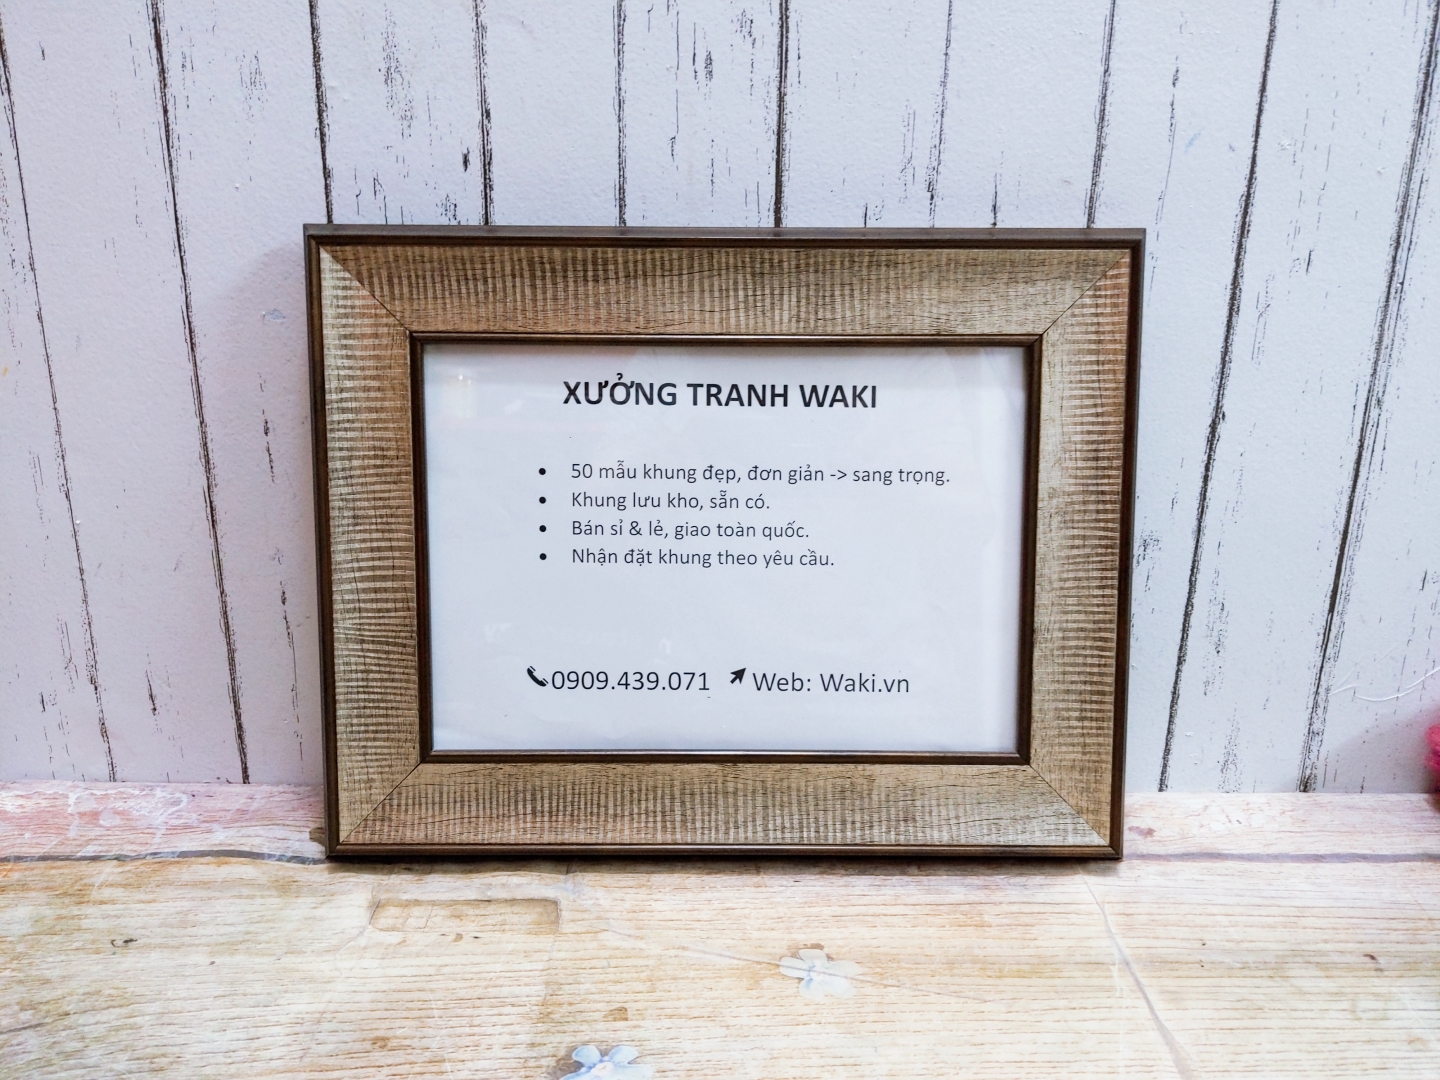 XƯỞNG TRANH WAKI
• 50 mẫu khung đẹp, đơn giản -> sang trọng.
• Khung lưu kho, sẵn có.
• Bán sỉ & lẻ, giao toàn quốc.
• Nhận đặt khung theo yêu cầu.
0909.439.071 Web: Waki.vn